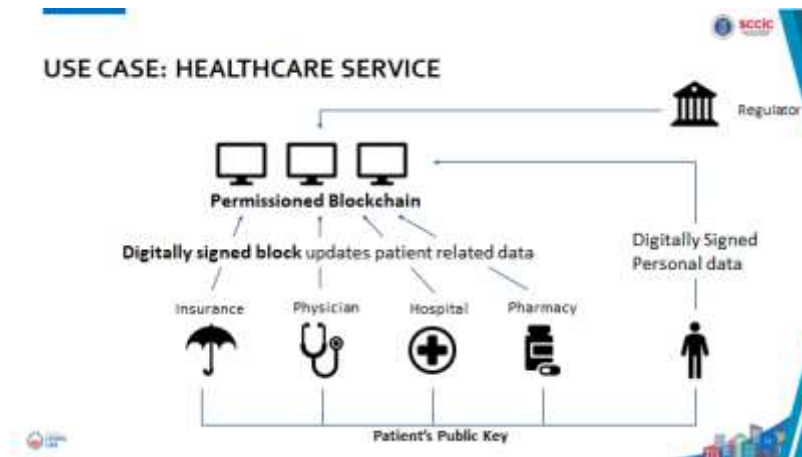 sccic
USE CASE: HEALTHCARE SERVICE
Regulator
Permissioned Blockchain
Digitally signed block updates patient related data
Digitally Signed
Personal data
Insurance
Physician
Hospital
Pharmacy
Patient's Public Key